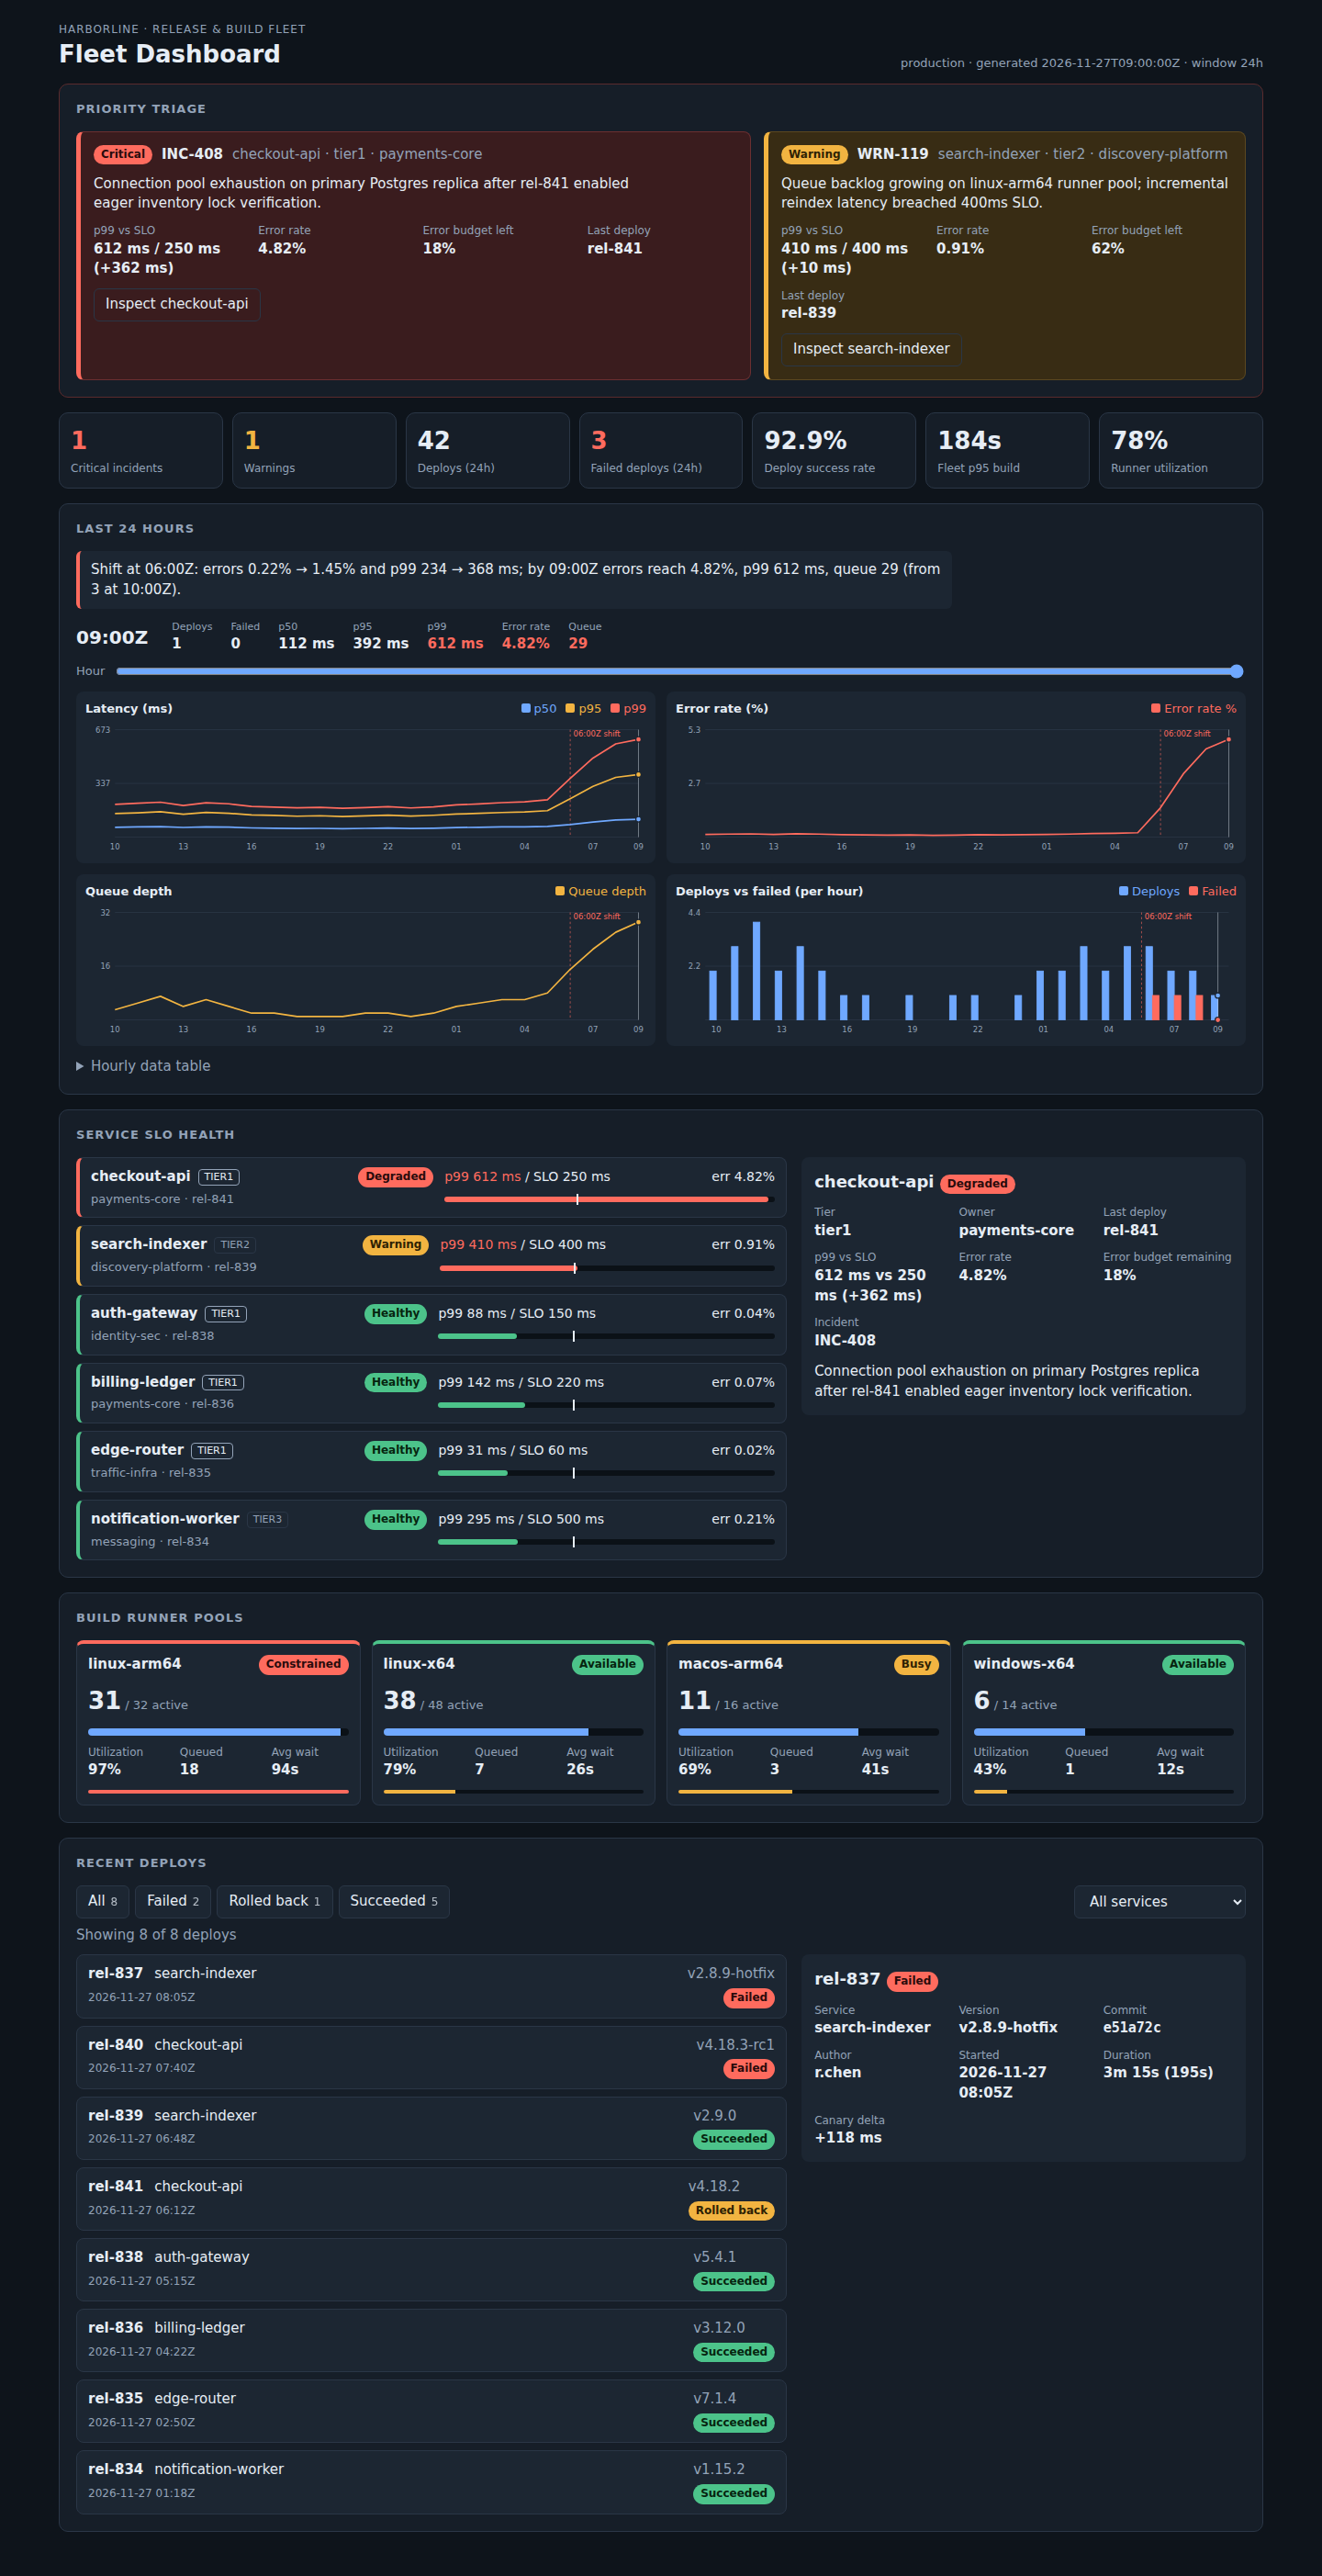 HARBORLINE · RELEASE & BUILD FLEET
Fleet Dashboard
production · generated 2026-11-27T09:00:00Z · window 24h
PRIORITY TRIAGE
Critical INC-408 checkout-api · tier1 · payments-core
Connection pool exhaustion on primary Postgres replica after rel-841 enabled
eager inventory lock verification.
p99 vs SLO Error rate Error budget left Last deploy
612 ms / 250 ms 4.82% 18% rel-841
(+362 ms)
Inspect checkout-api
Warning WRN-119 search-indexer · tier2 · discovery-platform
Queue backlog growing on linux-arm64 runner pool; incremental
reindex latency breached 400ms SLO.
p99 vs SLO Error rate Error budget left
410 ms / 400 ms 0.91% 62%
(+10 ms)
Last deploy
rel-839
Inspect search-indexer
1 1 42 3 92.9% 184s 78%
Critical incidents Warnings Deploys (24h) Failed deploys (24h) Deploy success rate Fleet p95 build Runner utilization
LAST 24 HOURS
Shift at 06:00Z: errors 0.22% → 1.45% and p99 234 → 368 ms; by 09:00Z errors reach 4.82%, p99 612 ms, queue 29 (from
3 at 10:00Z).
Deploys Failed p50 p95 p99 Error rate Queue
09:00Z 1 0 112 ms 392 ms 612 ms 4.82% 29
Hour
Latency (ms) p50 p95 p99
673
06:00Z shift
337
10 13 16 19 22 01 04 07 09
Error rate (%) Error rate %
5.3
06:00Z shift
2.7
10 13 16 19 22 01 04 07 09
Queue depth Queue depth
32
06:00Z shift
16
10 13 16 19 22 01 04 07 09
Deploys vs failed (per hour) Deploys Failed
4.4
06:00Z shift
2.2
10 13 16 19 22 01 04 07 09
Hourly data table
SERVICE SLO HEALTH
checkout-api TIER1 Degraded p99 612 ms / SLO 250 ms err 4.82%
payments-core · rel-841
search-indexer TIER2 Warning p99 410 ms / SLO 400 ms err 0.91%
discovery-platform · rel-839
auth-gateway TIER1 Healthy p99 88 ms / SLO 150 ms err 0.04%
identity-sec · rel-838
billing-ledger TIER1 Healthy p99 142 ms / SLO 220 ms err 0.07%
payments-core · rel-836
edge-router TIER1 Healthy p99 31 ms / SLO 60 ms err 0.02%
traffic-infra · rel-835
notification-worker TIER3 Healthy p99 295 ms / SLO 500 ms err 0.21%
messaging · rel-834
checkout-api Degraded
Tier Owner Last deploy
tier1 payments-core rel-841
p99 vs SLO Error rate Error budget remaining
612 ms vs 250 4.82% 18%
ms (+362 ms)
Incident
INC-408
Connection pool exhaustion on primary Postgres replica
after rel-841 enabled eager inventory lock verification.
BUILD RUNNER POOLS
linux-arm64 Constrained
31 / 32 active
Utilization Queued Avg wait
97% 18 94s
linux-x64 Available
38 / 48 active
Utilization Queued Avg wait
79% 7 26s
macos-arm64 Busy
11 / 16 active
Utilization Queued Avg wait
69% 3 41s
windows-x64 Available
6 / 14 active
Utilization Queued Avg wait
43% 1 12s
RECENT DEPLOYS
All 8 Failed 2 Rolled back 1 Succeeded 5 All services
Showing 8 of 8 deploys
rel-837 search-indexer v2.8.9-hotfix
2026-11-27 08:05Z Failed
rel-840 checkout-api v4.18.3-rc1
2026-11-27 07:40Z Failed
rel-839 search-indexer v2.9.0
2026-11-27 06:48Z Succeeded
rel-841 checkout-api v4.18.2
2026-11-27 06:12Z Rolled back
rel-838 auth-gateway v5.4.1
2026-11-27 05:15Z Succeeded
rel-836 billing-ledger v3.12.0
2026-11-27 04:22Z Succeeded
rel-835 edge-router v7.1.4
2026-11-27 02:50Z Succeeded
rel-834 notification-worker v1.15.2
2026-11-27 01:18Z Succeeded
rel-837 Failed
Service Version Commit
search-indexer v2.8.9-hotfix e51a72c
Author Started Duration
r.chen 2026-11-27 3m 15s (195s)
08:05Z
Canary delta
+118 ms